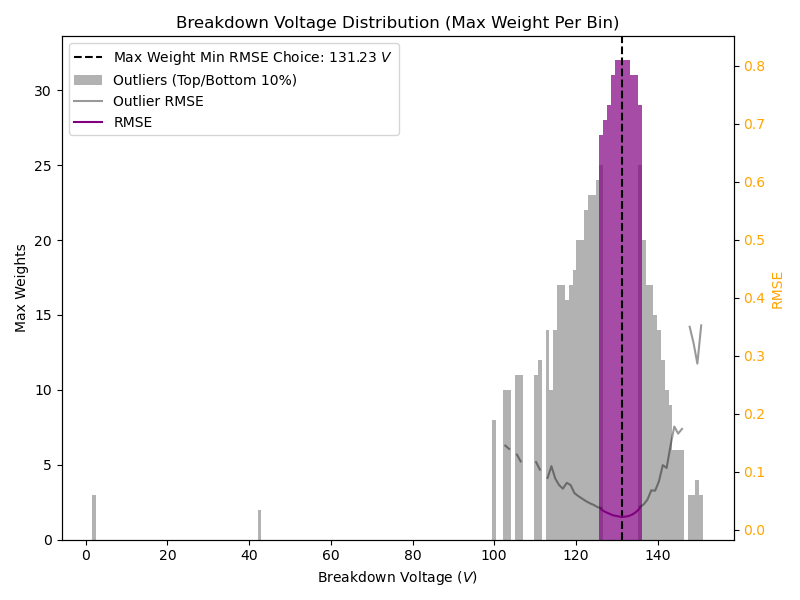 Breakdown Voltage Distribution (Max Weight Per Bin)
Max Weight Min RMSE Choice: 131.23 V
Outliers (Top/Bottom 10%)
Outlier RMSE
RMSE
Max Weights
30
25
20
15
10
5
0
0.8
0.7
0.6
0.5
0.4
0.3
0.2
0.1
0.0
RMSE
0 20 40 60 80 100 120 140
Breakdown Voltage (V)